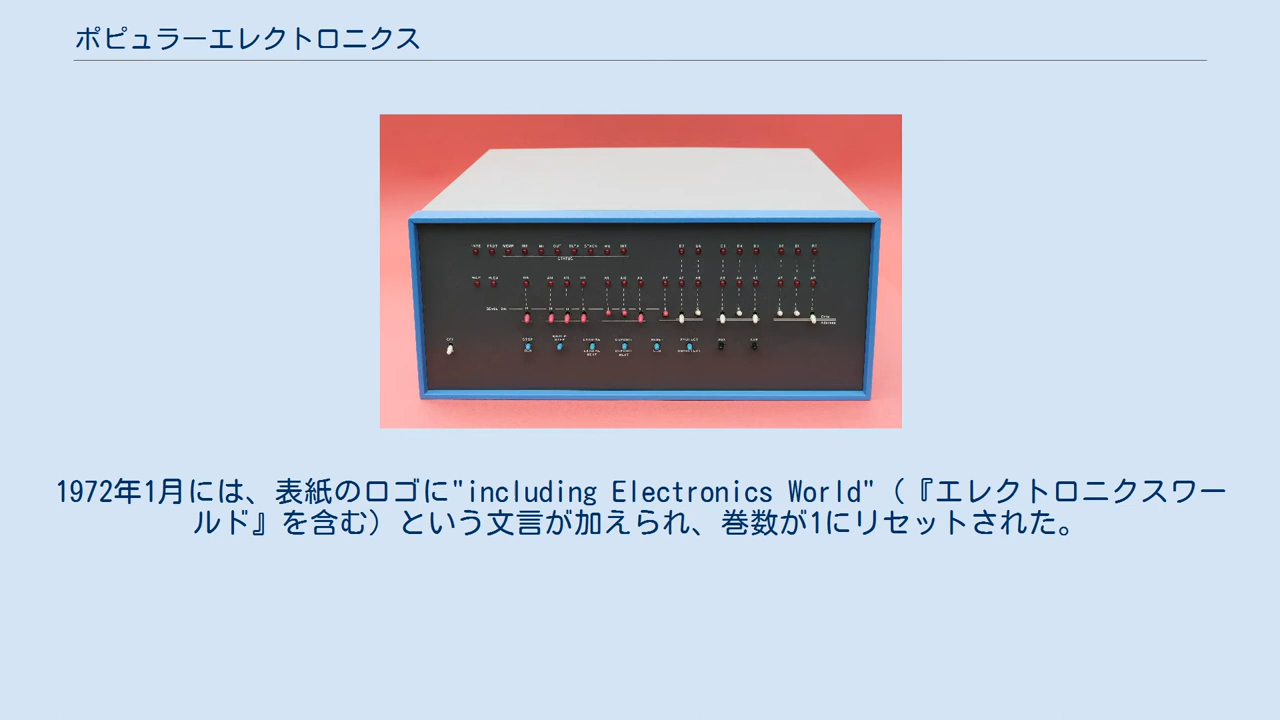 ポピュラーエレクトロニクス
STATUS
1972年1月には、表紙のロゴに"including Electronics World"(『エレクトロニクスワー
ルド』を含む)という文言が加えられ、巻数が1にリセットされた。